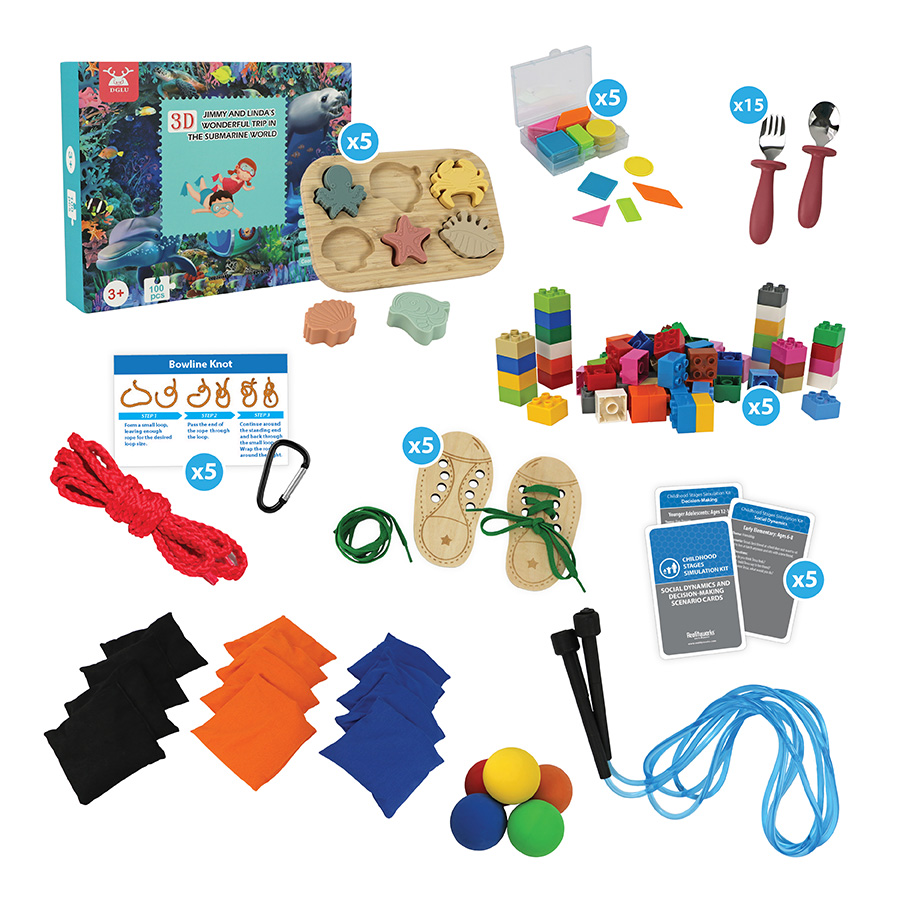 DGLU
3D
JIMMY AND LINDA'S
WONDERFUL TRIP IN
THE SUBMARINE WORLD
3+
100
pcs
x5
x5
x15
x5
Bowline Knot
STEP 1
Form a small loop,
leaving enough
rope for the desired
loop size.
STEP 2
Pass the end of
the rope through
the loop.
STEP 3
Continue around
the standing end
and back through
the small loop.
Wrap the
around the
x5
x5
Childhood Stages Simulation Kit
Decision-Making
Younger Adolescents: Ages 12-
Childhood Stages Simulation Kit
Social Dynamics
Early Elementary: Ages 6-8
CHILDHOOD
STAGES
SIMULATION KIT
SOCIAL DYNAMICS AND
DECISION-MAKING
SCENARIO CARDS
Realityworks
x5